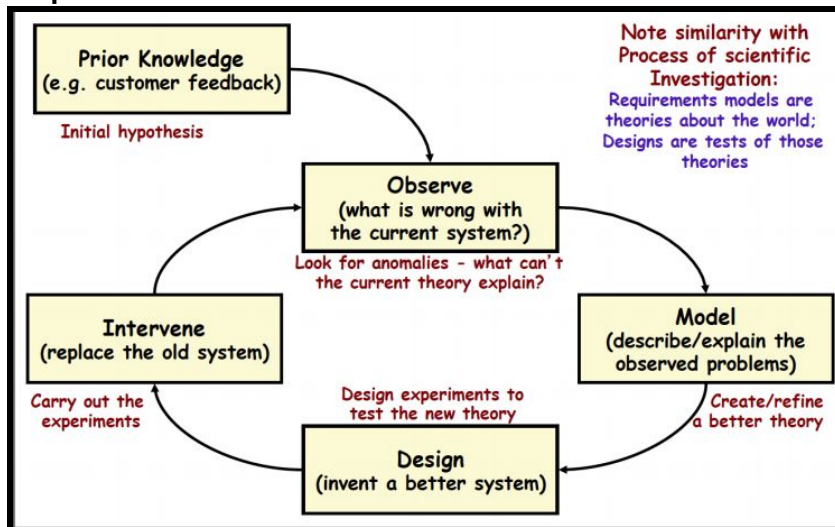 Prior Knowledge
(e.g. customer feedback)
Initial hypothesis
Note similarity with
Process of scientific
Investigation:
Requirements models are
theories about the world;
Designs are tests of those
theories
Observe
(what is wrong with
the current system?)
Look for anomalies - what can't
the current theory explain?
Model
(describe/explain the
observed problems)
Create/refine
a better theory
Design experiments to
test the new theory
Design
(invent a better system)
Intervene
(replace the old system)
Carry out the
experiments